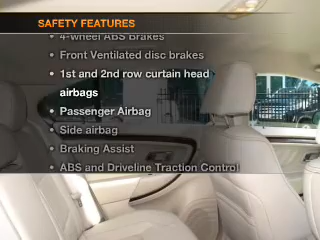 SAFETY FEATURES
• 4-wheel ABS Brakes
• Front Ventilated disc brakes
• 1st and 2nd row curtain head
airbags
• Passenger Airbag
• Side airbag
• Braking Assist
• ABS and Driveline Traction Control